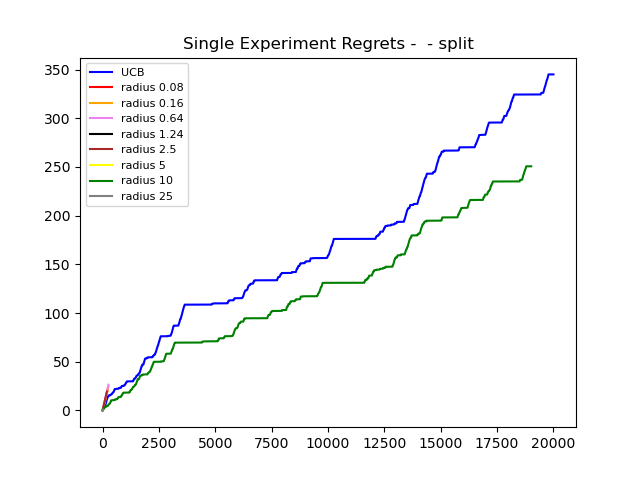 Single Experiment Regrets -  - split
350
300
250
200
150
100
50
0
UCB
radius 0.08
radius 0.16
radius 0.64
radius 1.24
radius 2.5
radius 5
radius 10
radius 25
0 2500 5000 7500 10000 12500 15000 17500 20000